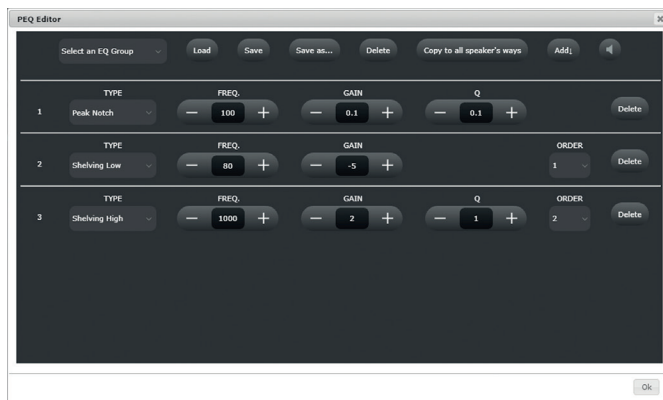 PEQ Editor
Select an EQ Group Load Save Save as... Delete Copy to all speaker's ways Add↓
TYPE FREQ. GAIN Q
1 Peak Notch 100 0.1 0.1 Delete
TYPE FREQ. GAIN ORDER
2 Shelving Low 80 -5 1 Delete
TYPE FREQ. GAIN Q ORDER
3 Shelving High 1000 2 1 2 Delete
Ok